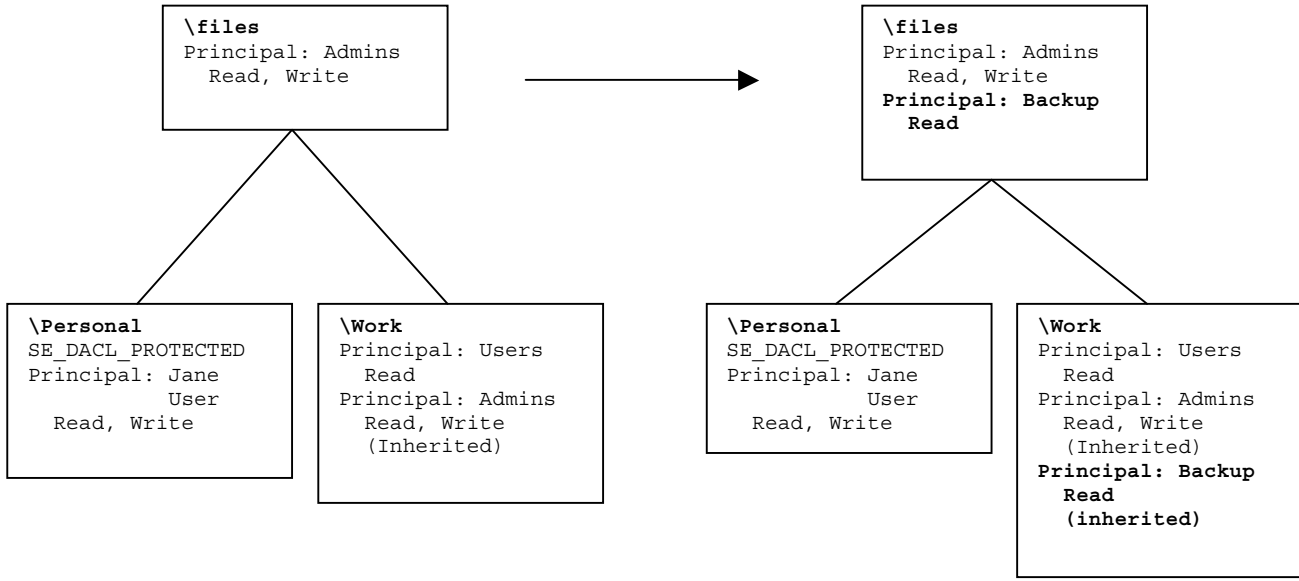 \files
Principal: Admins
Read, Write
\Personal
SE_DACL_PROTECTED
Principal: Jane
User
Read, Write
\Work
Principal: Users
Read
Principal: Admins
Read, Write
(Inherited)
\files
Principal: Admins
Read, Write
Principal: Backup
Read
\Personal
SE_DACL_PROTECTED
Principal: Jane
User
Read, Write
\Work
Principal: Users
Read
Principal: Admins
Read, Write
(Inherited)
Principal: Backup
Read
(inherited)